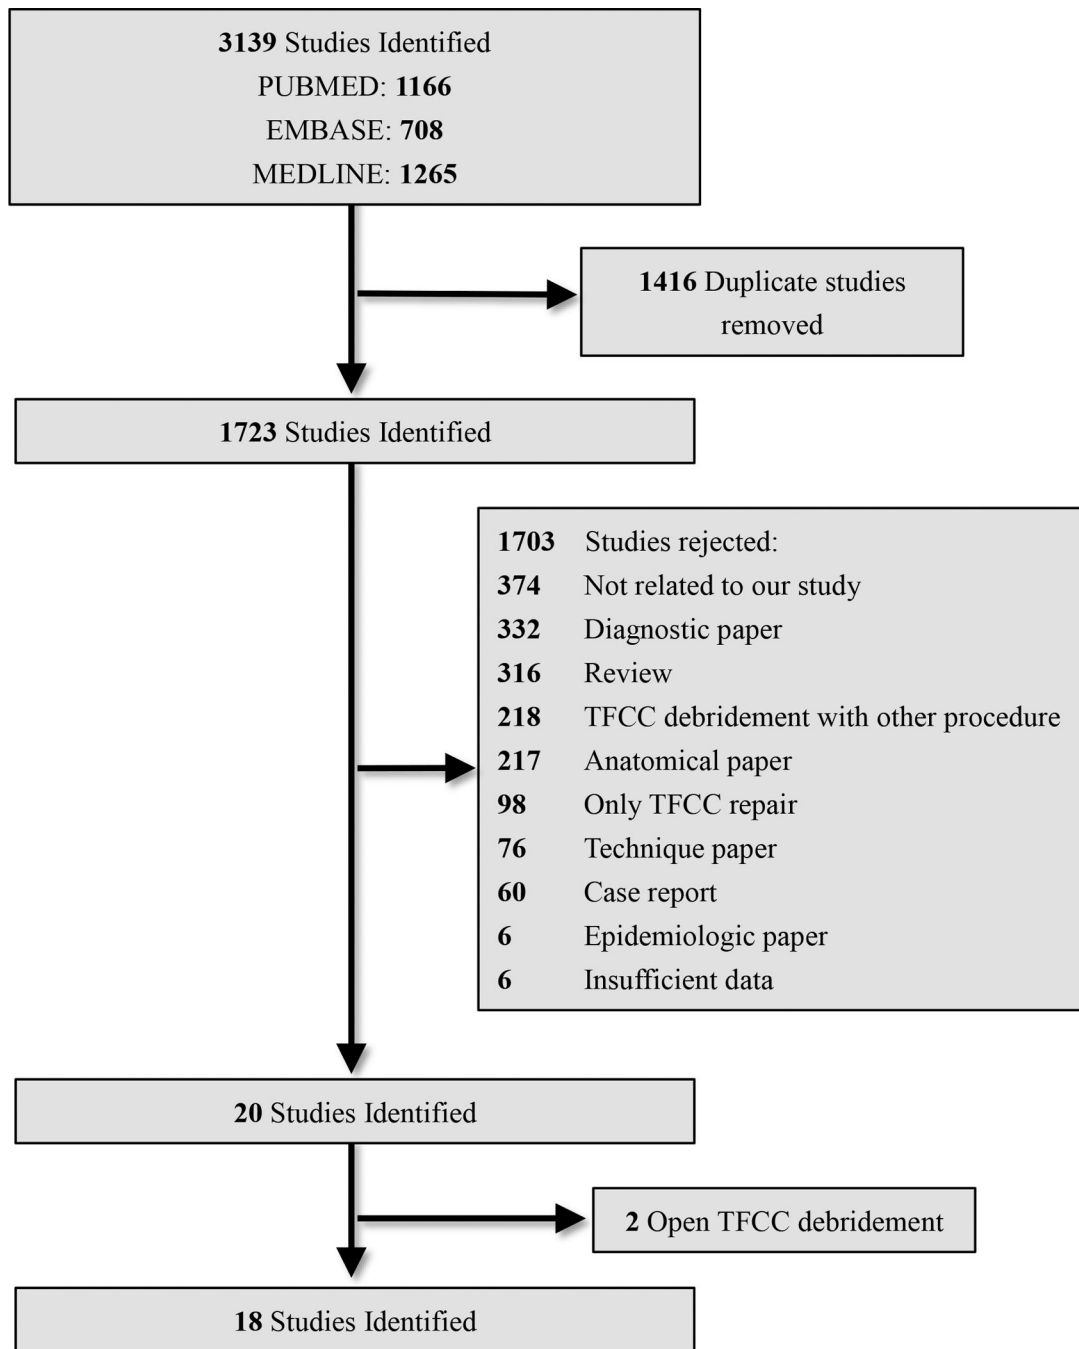 3139 Studies Identified
PUBMED: 1166
EMBASE: 708
MEDLINE: 1265
1416 Duplicate studies
removed
1723 Studies Identified
1703 Studies rejected:
374 Not related to our study
332 Diagnostic paper
316 Review
218 TFCC debridement with other procedure
217 Anatomical paper
98 Only TFCC repair
76 Technique paper
60 Case report
6 Epidemiologic paper
6 Insufficient data
20 Studies Identified
2 Open TFCC debridement
18 Studies Identified